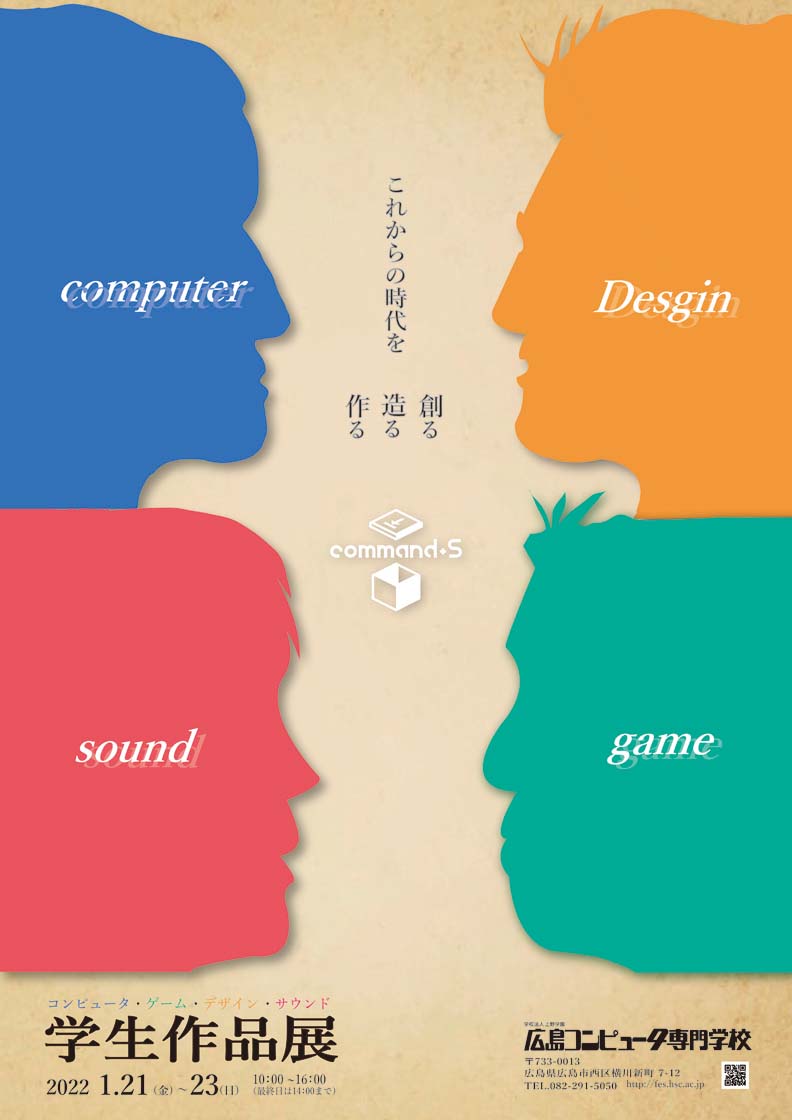 これからの時代を
創る
造る
作る
computer
Desgin
command+S
sound
game
コンピュータ・ゲーム・デザイン・サウンド
学生作品展
2022 1.21(金)～23(日) 10:00~16:00
(最終日は14:00まで)
学校法人上野学園
広島コンピュータ専門学校
〒733-0013
広島県広島市西区横川新町 7-12
TEL.082-291-5050 http://fes.hsc.ac.jp